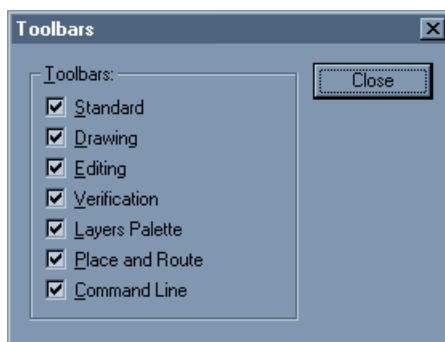 Toolbars
Toolbars:
Close
Standard
Drawing
Editing
Verification
Layers Palette
Place and Route
Command Line